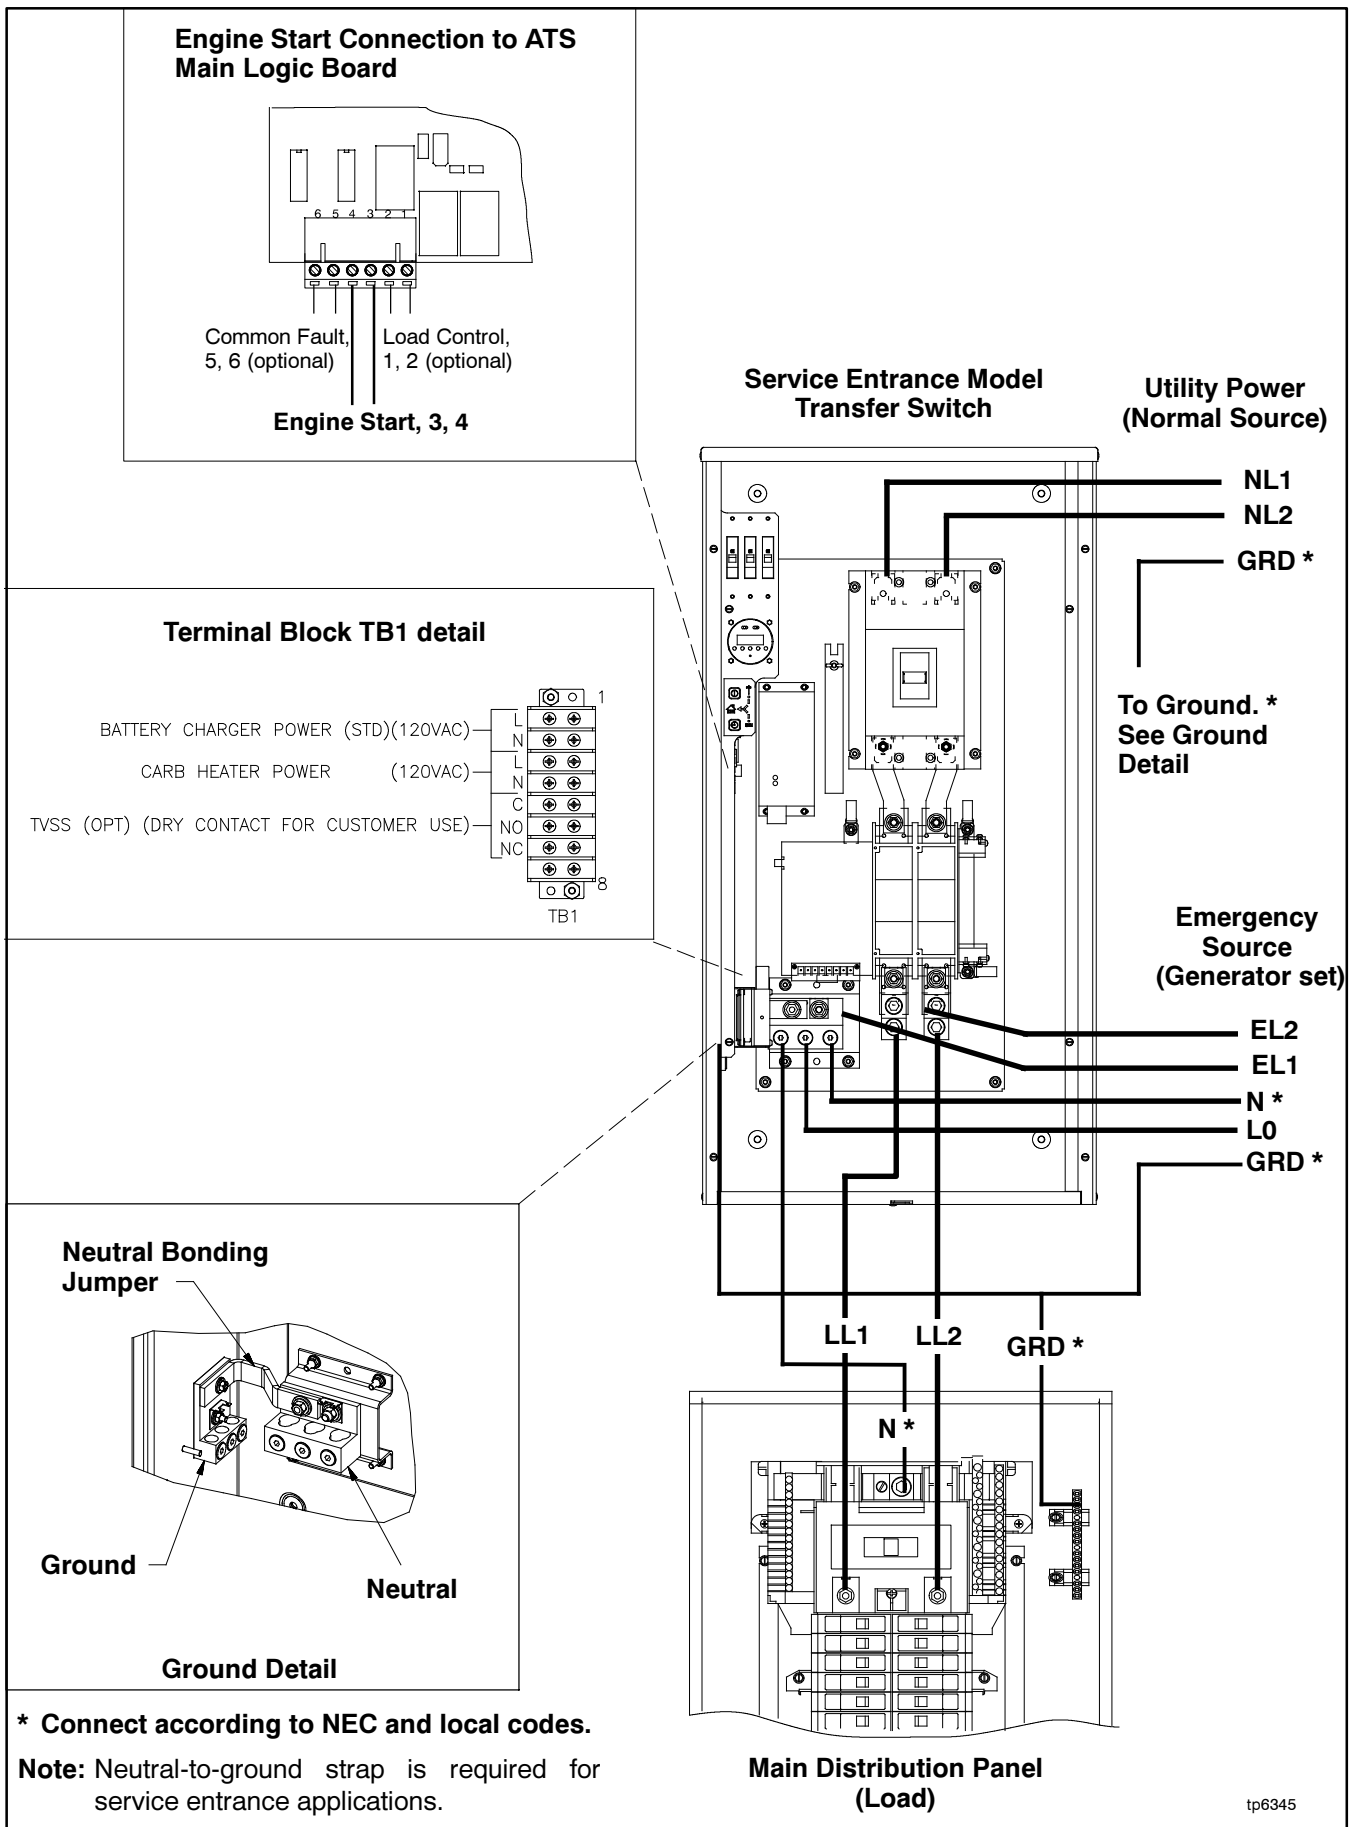 Engine Start Connection to ATS
Main Logic Board
6 5 4 3 2 1
Common Fault,
5, 6 (optional)
Load Control,
1, 2 (optional)
Engine Start, 3, 4
Service Entrance Model
Transfer Switch
Utility Power
(Normal Source)
NL1
NL2
GRD *
To Ground. *
See Ground
Detail
Terminal Block TB1 detail
1
BATTERY CHARGER POWER (STD)(120VAC)
L
N
CARB HEATER POWER (120VAC)
L
N
C
TVSS (OPT) (DRY CONTACT FOR CUSTOMER USE)
NO
NC
8
TB1
Emergency
Source
(Generator set)
EL2
EL1
N *
L0
GRD *
LL1
LL2
GRD *
N *
Neutral Bonding
Jumper
Ground
Neutral
Ground Detail
* Connect according to NEC and local codes.
Note: Neutral-to-ground strap is required for
service entrance applications.
Main Distribution Panel
(Load)
tp6345